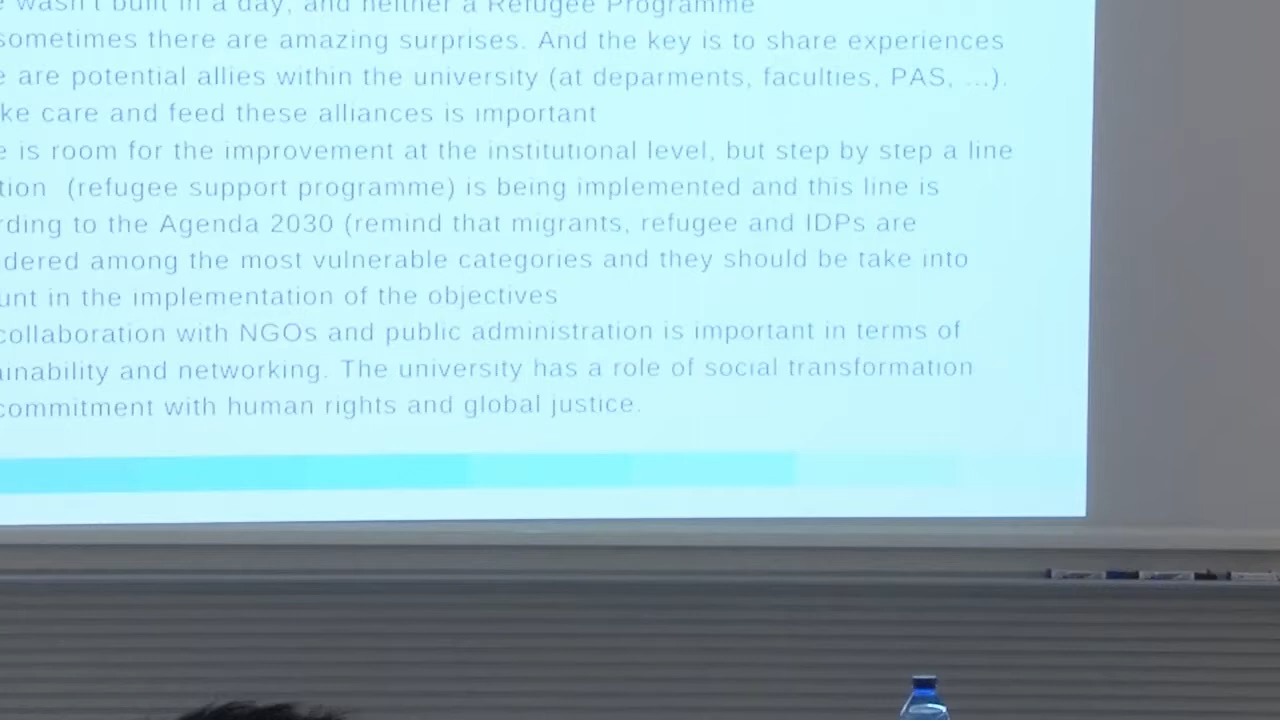 wasn't built in a day, and neither a Refugee Programme
sometimes there are amazing surprises. And the key is to share experiences
e are potential allies within the university (at deparments, faculties, PAS, ...).
ke care and feed these alliances is important
e is room for the improvement at the institutional level, but step by step a line
tion (refugee support programme) is being implemented and this line is
rding to the Agenda 2030 (remind that migrants, refugee and IDPs are
dered among the most vulnerable categories and they should be take into
unt in the implementation of the objectives
collaboration with NGOs and public administration is important in terms of
ainability and networking. The university has a role of social transformation
commitment with human rights and global justice.